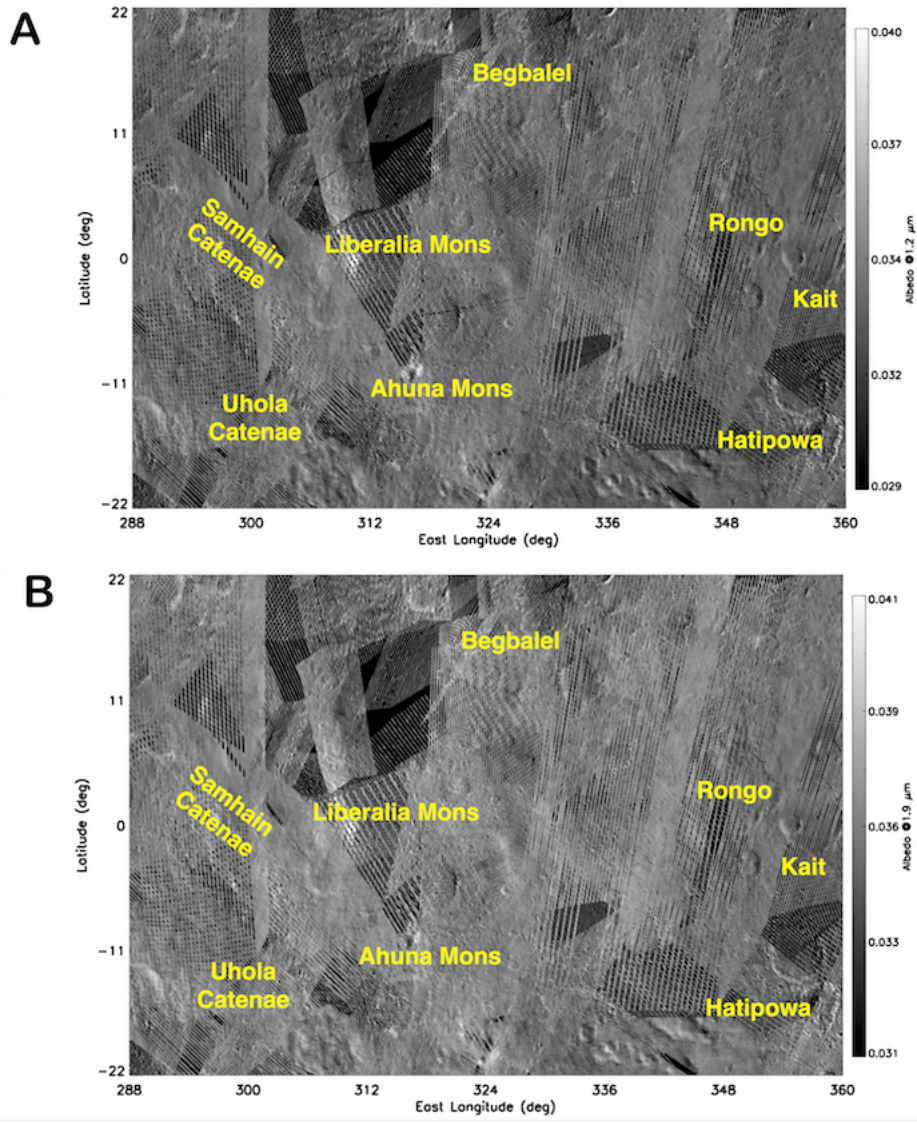 A
22
11
0
-11
-22
Lotitude (deg)
288
300
312
324
336
348
360
East Longitude (deg)
Begbalel
Samhain
Catenae
Liberalia Mons
Rongo
Kait
Ahuna Mons
Uhola
Catenae
Hatipowa
0.040
0.037
0.034
0.032
0.029
Albedo @1.2 μm
B
22
11
0
-11
-22
Lotitude (deg)
288
300
312
324
336
348
360
East Longitude (deg)
Begbalel
Samhain
Catenae
Liberalia Mons
Rongo
Kait
Ahuna Mons
Uhola
Catenae
Hatipowa
0.041
0.039
0.036
0.033
0.031
Albedo @1.9 μm